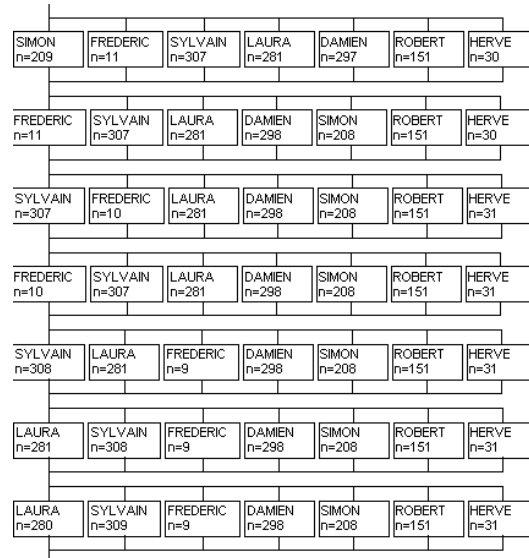 SIMON FREDERIC SYLVAIN LAURA DAMIEN ROBERT HERVE
n=209 n=11 n=307 n=281 n=297 n=151 n=30
FREDERIC SYLVAIN LAURA DAMIEN SIMON ROBERT HERVE
n=11 n=307 n=281 n=298 n=208 n=151 n=30
SYLVAIN FREDERIC LAURA DAMIEN SIMON ROBERT HERVE
n=307 n=10 n=281 n=298 n=208 n=151 n=31
FREDERIC SYLVAIN LAURA DAMIEN SIMON ROBERT HERVE
n=10 n=307 n=281 n=298 n=208 n=151 n=31
SYLVAIN LAURA FREDERIC DAMIEN SIMON ROBERT HERVE
n=308 n=281 n=9 n=298 n=208 n=151 n=31
LAURA SYLVAIN FREDERIC DAMIEN SIMON ROBERT HERVE
n=281 n=308 n=9 n=298 n=208 n=151 n=31
LAURA SYLVAIN FREDERIC DAMIEN SIMON ROBERT HERVE
n=280 n=309 n=9 n=298 n=208 n=151 n=31